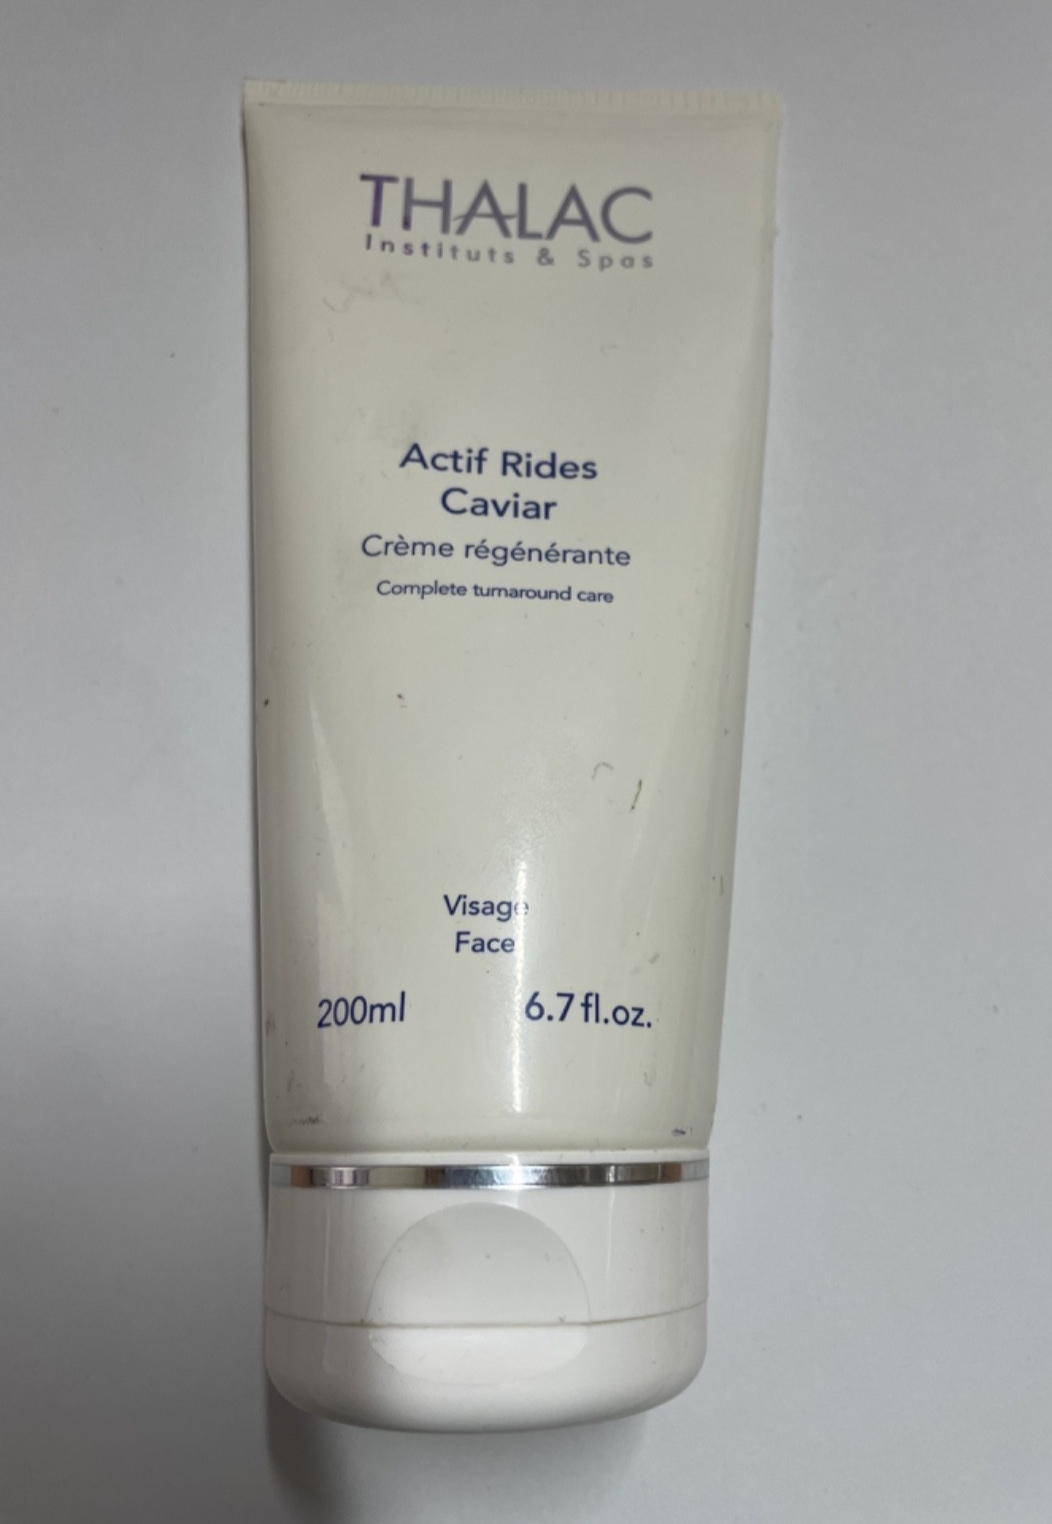 THALAC
Instituts & Spas
Actif Rides
Caviar
Crème régénérante
Complete turnaround care
Visage
Face
200ml 6.7 fl.oz.